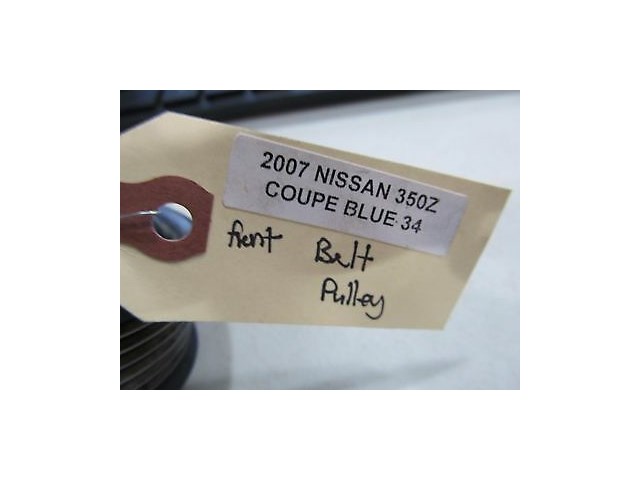 2007 NISSAN 350Z
COUPE BLUE 34
front Belt
Pulley